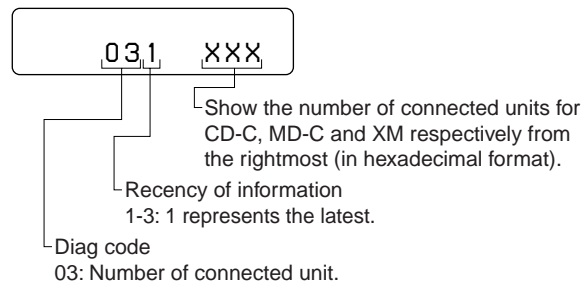 031 XXX
Show the number of connected units for
CD-C, MD-C and XM respectively from
the rightmost (in hexadecimal format).
Recency of information
1-3: 1 represents the latest.
Diag code
03: Number of connected unit.